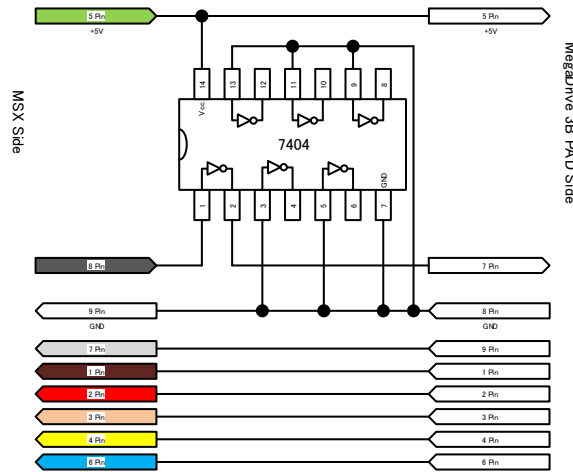 5 Pin
5 Pin
+5V
+5V
MSX Side
MegaDrive 3B PAD Side
14
13
12
11
10
9
8
Vcc
7404
GND
1
2
3
4
5
6
7
8 Pin
7 Pin
9 Pin
8 Pin
GND
GND
7 Pin
9 Pin
1 Pin
1 Pin
2 Pin
2 Pin
3 Pin
3 Pin
4 Pin
4 Pin
6 Pin
6 Pin